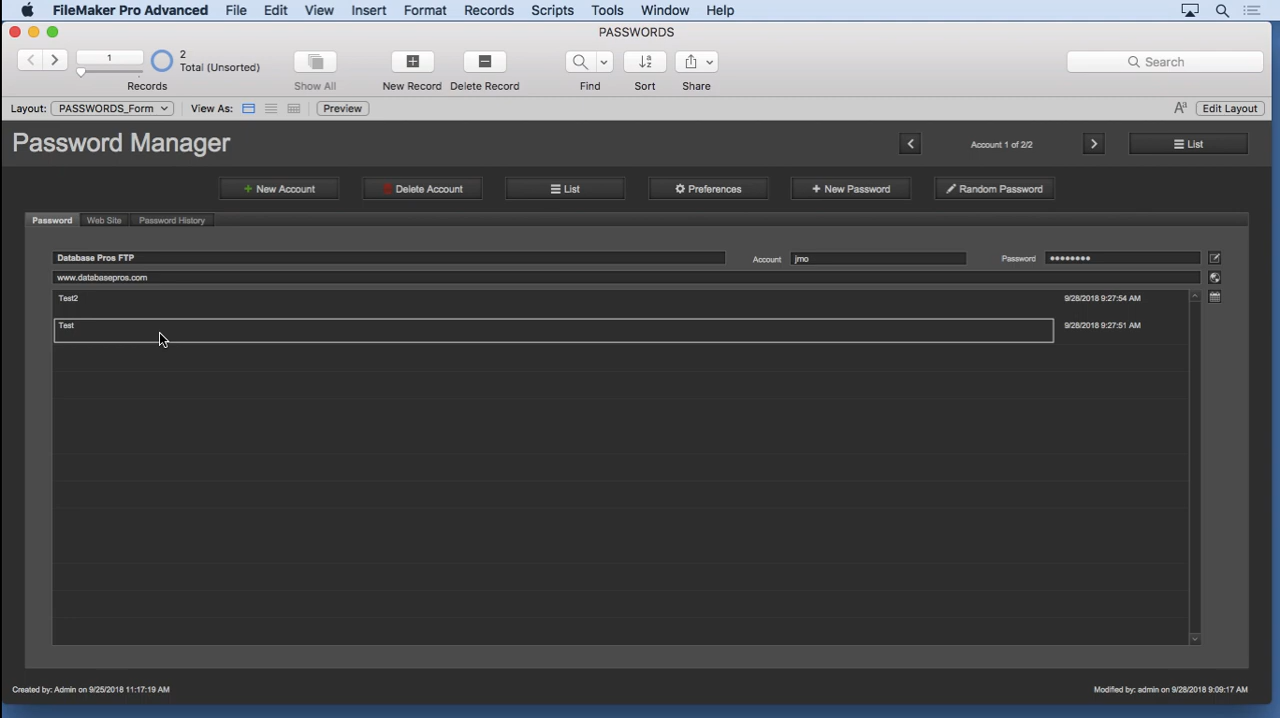 FileMaker Pro Advanced File Edit View Insert Format Records Scripts Tools Window Help
PASSWORDS
1
2
Total (Unsorted)
Search
Records Show All New Record Delete Record Find Sort Share
Layout: PASSWORDS_Form View As: Preview Aa Edit Layout
Password Manager
Account 1 of 2/2
List
New Account Delete Account List Preferences New Password Random Password
Password Web Site Password History
Database Pros FTP Account jmo Password ••••••••
www.databasepros.com
Test2 9/28/2018 9:27:54 AM
Test 9/28/2018 9:27:51 AM
Created by: Admin on 9/25/2018 11:17:19 AM Modified by: admin on 9/28/2018 9:09:17 AM